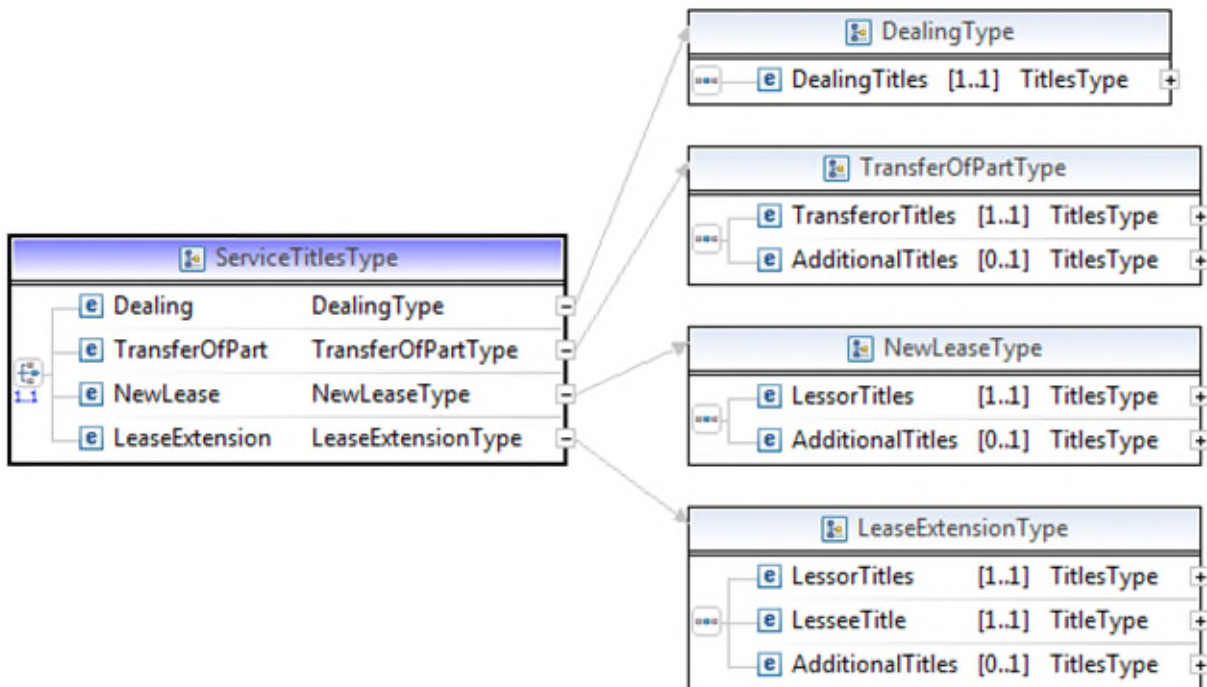 DealingType
e DealingTitles [1..1] TitlesType +
TransferOfPartType
e TransferorTitles [1..1] TitlesType +
e AdditionalTitles [0..1] TitlesType +
ServiceTitlesType
e Dealing DealingType -
e TransferOfPart TransferOfPartType -
1..1
e NewLease NewLeaseType -
e LeaseExtension LeaseExtensionType -
NewLeaseType
e LessorTitles [1..1] TitlesType +
e AdditionalTitles [0..1] TitlesType +
LeaseExtensionType
e LessorTitles [1..1] TitlesType +
e LesseeTitle [1..1] TitleType +
e AdditionalTitles [0..1] TitlesType +